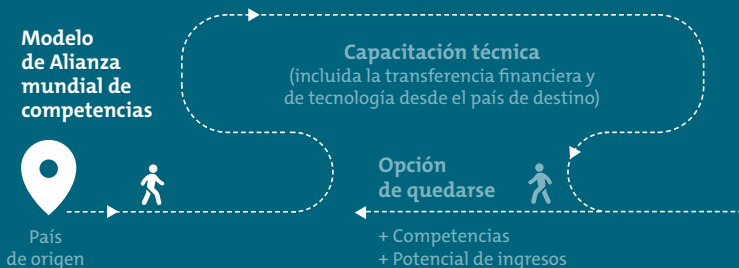 Modelo
de Alianza
mundial de
competencias
Capacitación técnica
(incluida la transferencia financiera y
de tecnología desde el país de destino)
Opción
de quedarse
País
de origen
+ Competencias
+ Potencial de ingresos